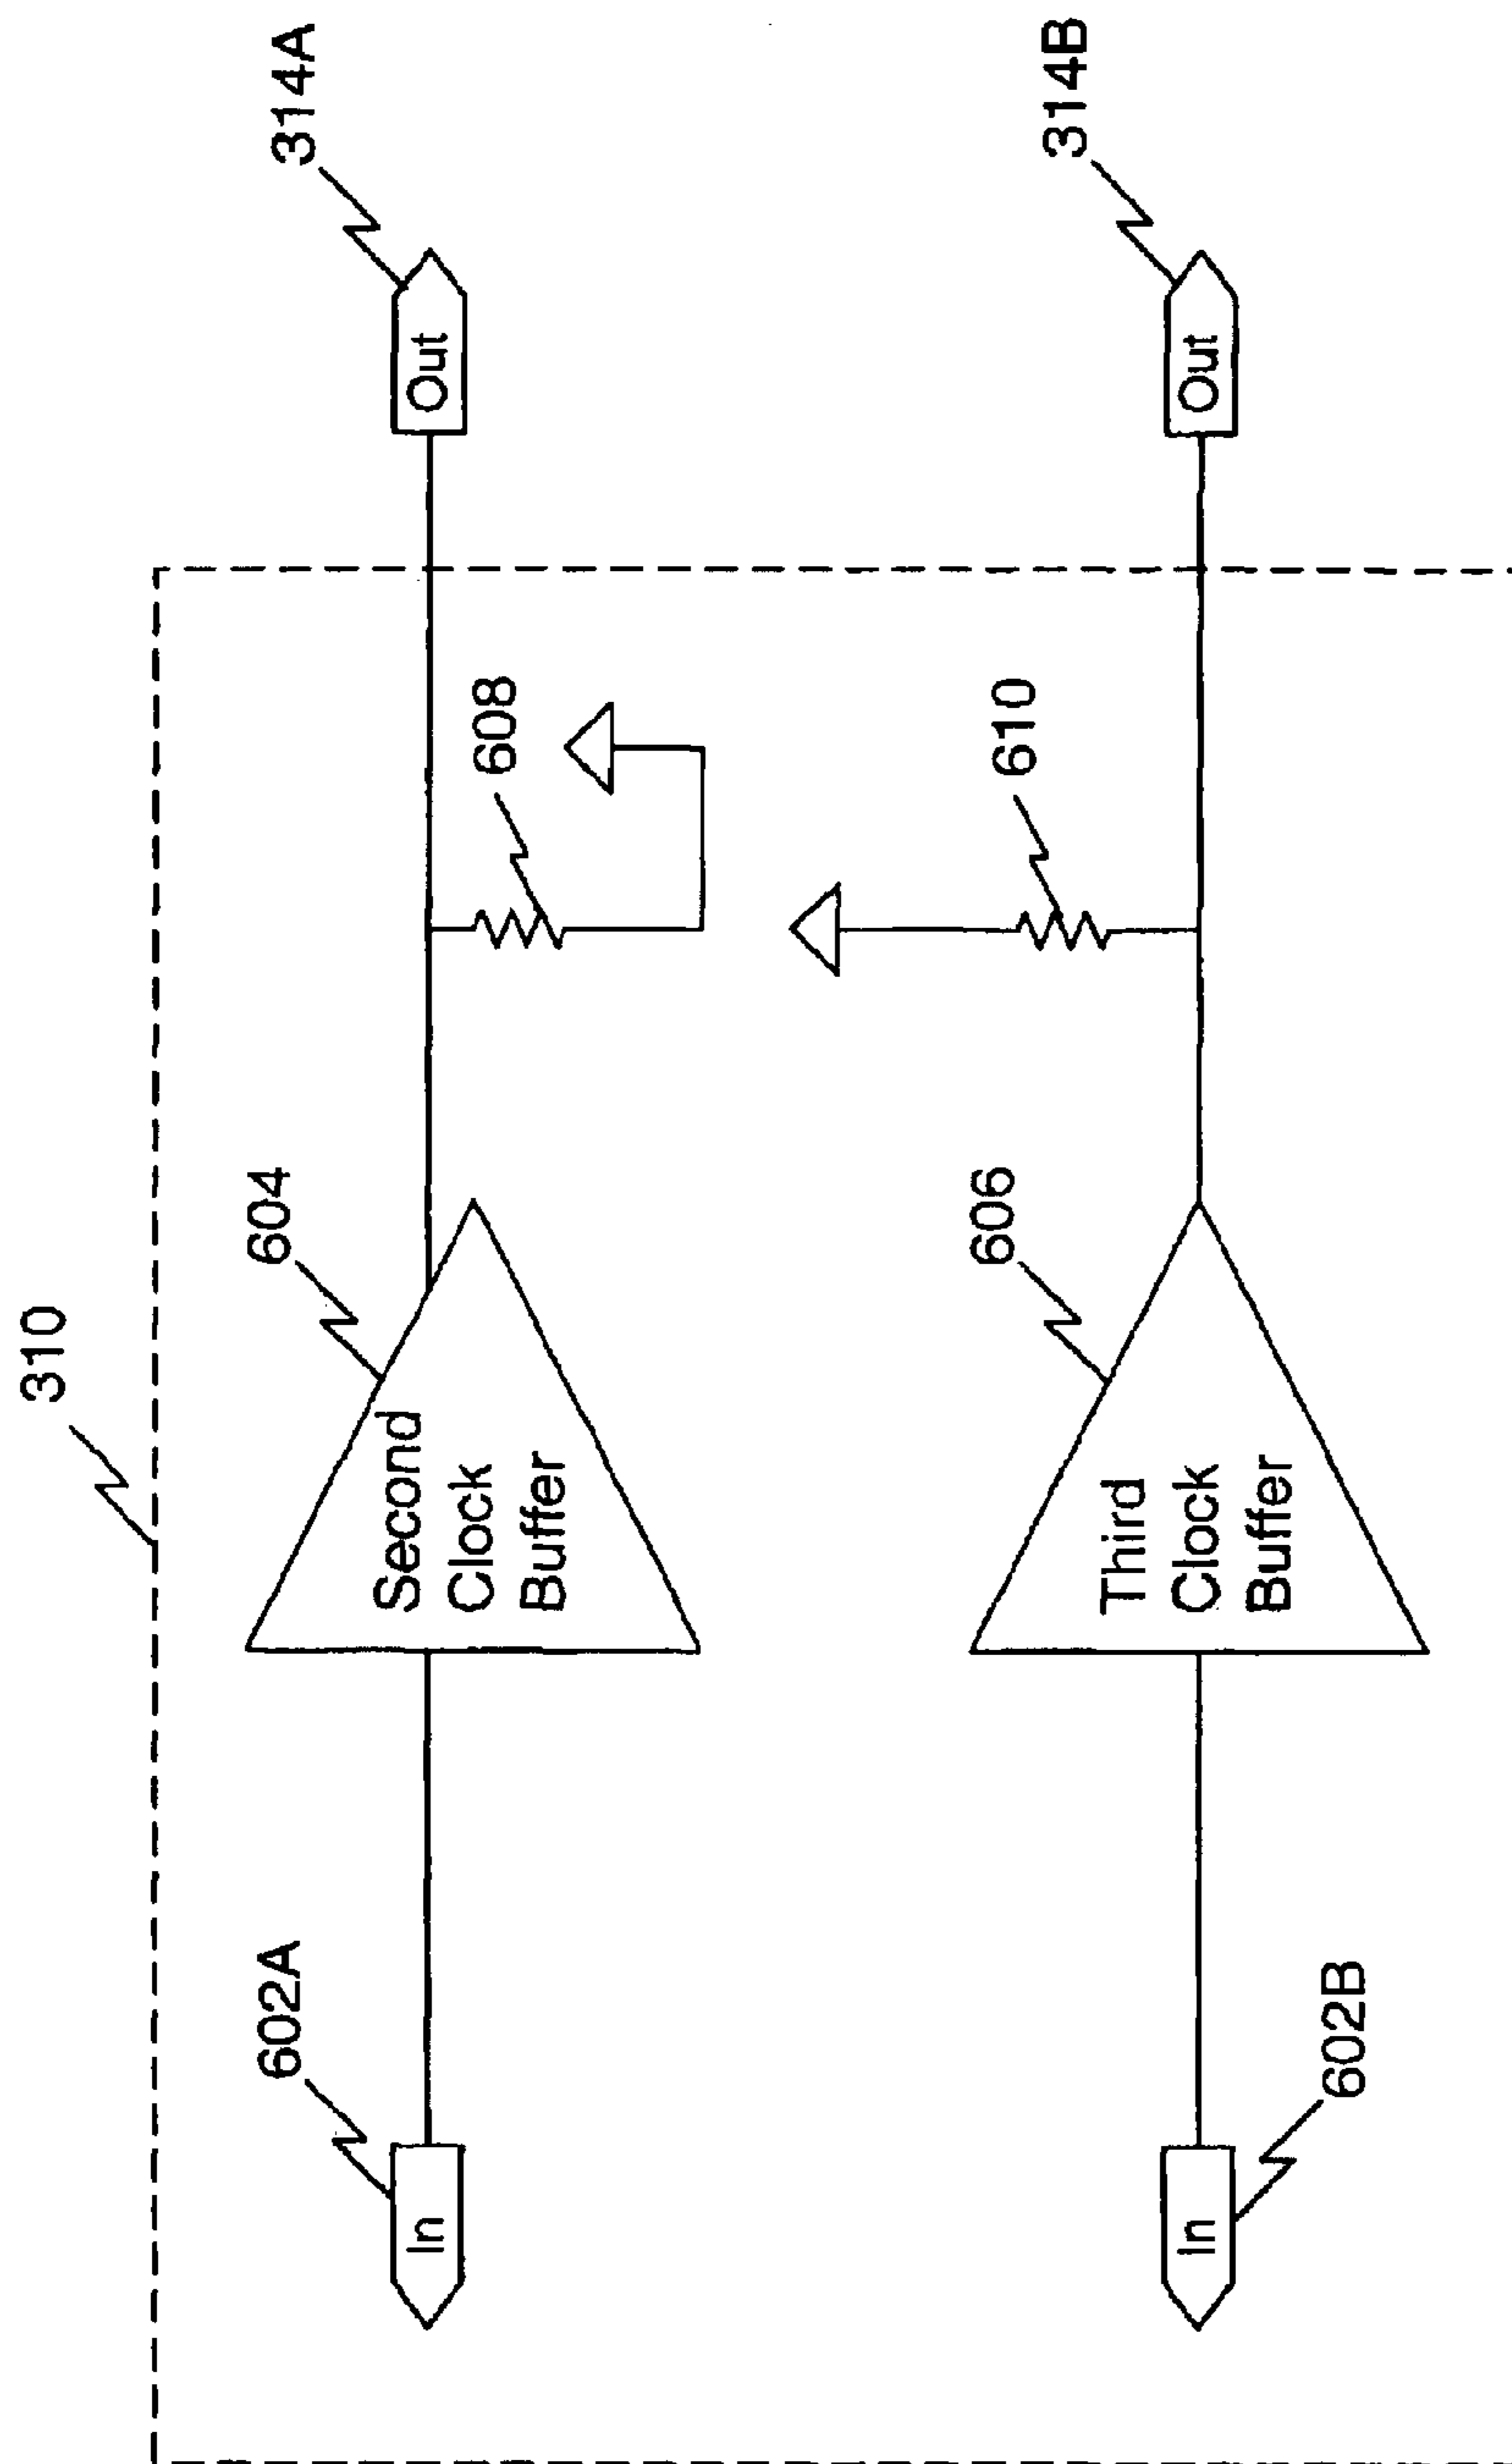 310
602A
In
604
Second
Clock
Buffer
608
314A
Out
602B
In
606
Third
Clock
Buffer
610
314B
Out